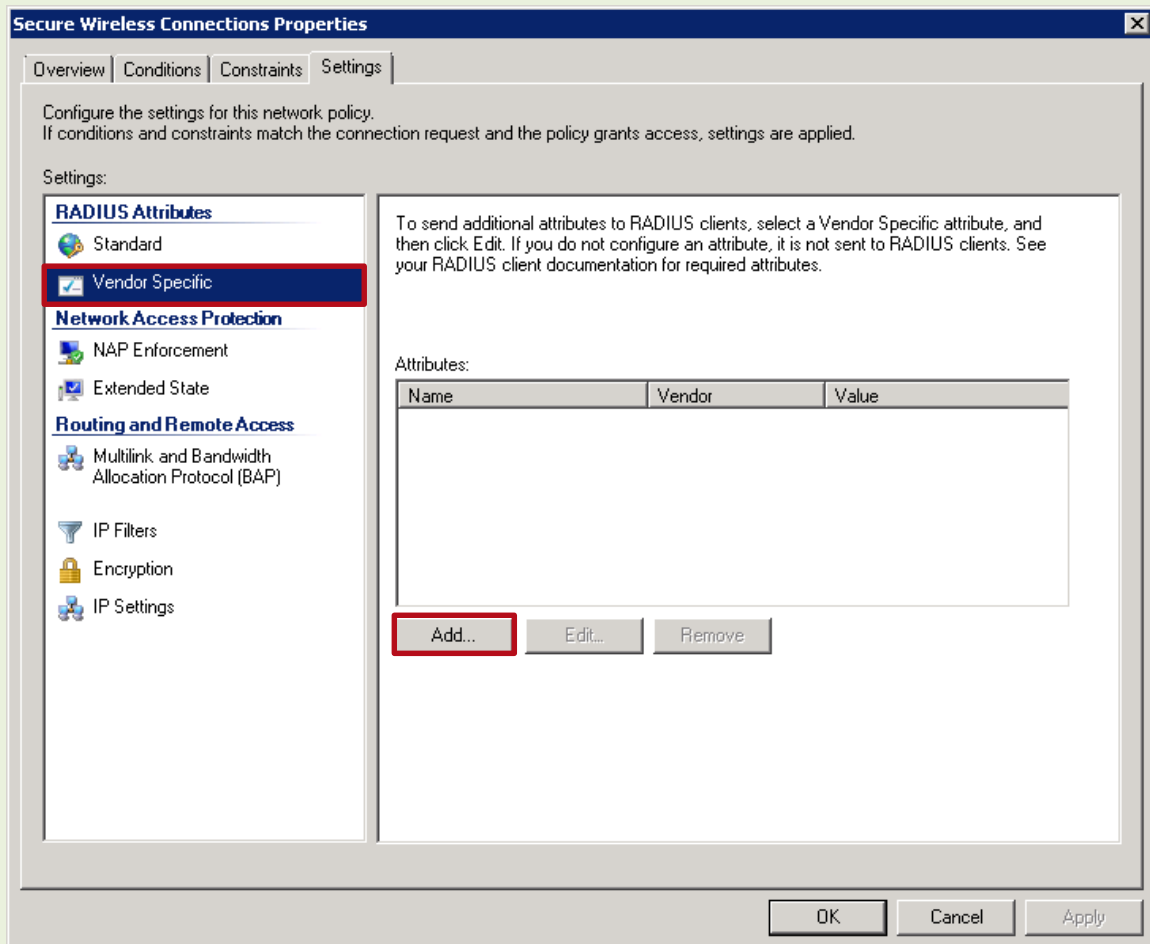 Secure Wireless Connections Properties
Overview
Conditions
Constraints
Settings
Configure the settings for this network policy.
If conditions and constraints match the connection request and the policy grants access, settings are applied.
Settings:
RADIUS Attributes
Standard
Vendor Specific
Network Access Protection
NAP Enforcement
Extended State
Routing and Remote Access
Multilink and Bandwidth
Allocation Protocol (BAP)
IP Filters
Encryption
IP Settings
To send additional attributes to RADIUS clients, select a Vendor Specific attribute, and
then click Edit. If you do not configure an attribute, it is not sent to RADIUS clients. See
your RADIUS client documentation for required attributes.
Attributes:
Name
Vendor
Value
Add...
Edit...
Remove
OK
Cancel
Apply